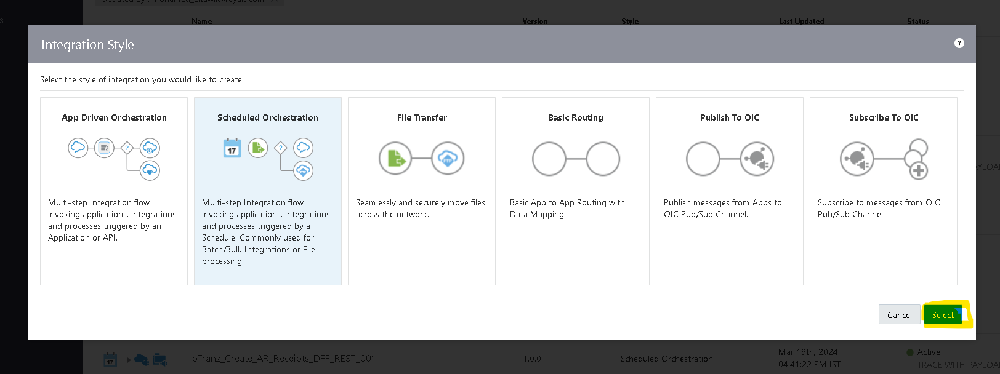 Name Version Style Last Updated Status
Integration Style
?
Select the style of integration you would like to create.
App Driven Orchestration
?
Multi-step Integration flow
invoking applications, integrations
and processes triggered by an
Application or API.
Scheduled Orchestration
17
?
FTP
Multi-step Integration flow
invoking applications, integrations
and processes triggered by a
Schedule. Commonly used for
Batch/Bulk Integrations or File
processing.
File Transfer
FTP
Seamlessly and securely move files
across the network.
Basic Routing
Basic App to App Routing with
Data Mapping.
Publish To OIC
Publish messages from Apps to
OIC Pub/Sub Channel.
Subscribe To OIC
Subscribe to messages from OIC
Pub/Sub Channel.
Cancel Select
17 bTranz_Create_AR_Receipts_DFF_REST_001 1.0.0 Scheduled Orchestration Mar 19th, 2024 Active
04:41:22 PM IST TRACE WITH PAYLOA